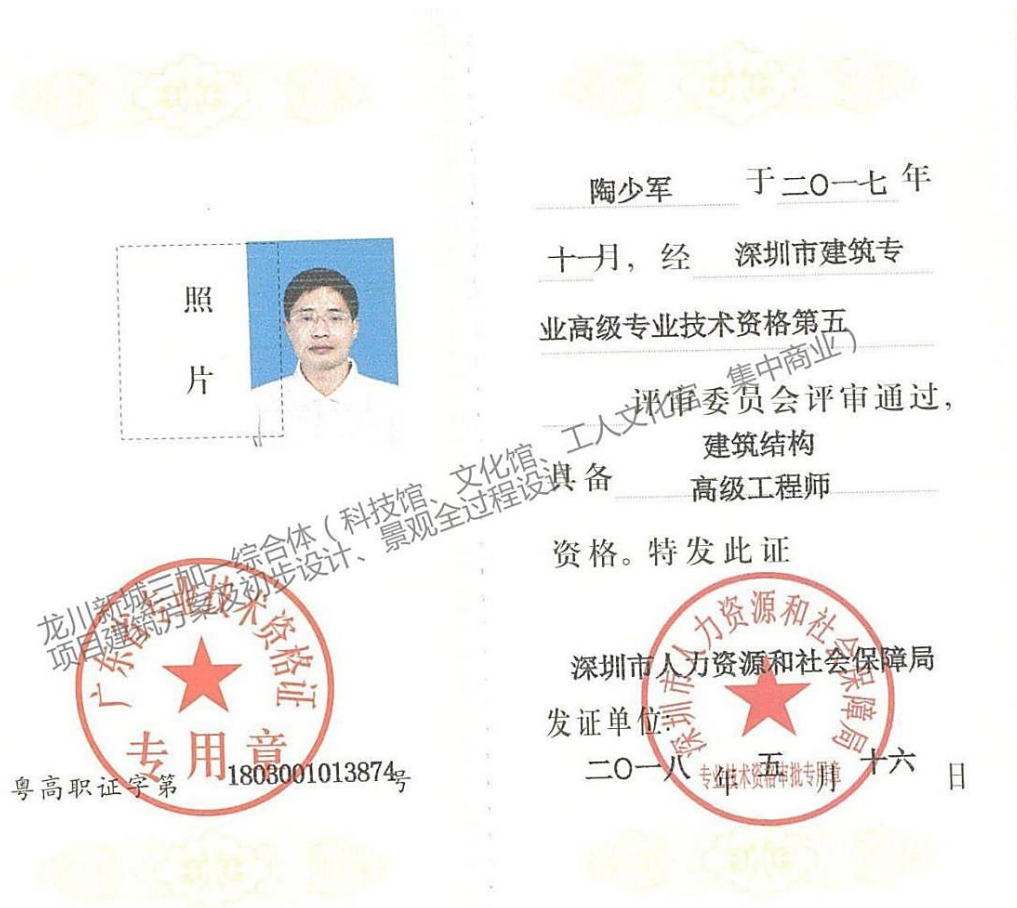 照
片
广东省专业技术资格证
专用章
粤高职证字第 1803001013874号
陶少军 于二〇一七年
十一月，经 深圳市建筑专
业高级专业技术资格第五
评审委员会评审通过，
建筑结构
具备 高级工程师
资格。特发此证
深圳市人力资源和社会保障局
发证单位：
二〇一八年五月十六日
深圳市人力资源和社会保障局
专业技术资格审批专用章
龙川新城三加一综合体（科技馆、文化馆、工人文化宫、集中商业）
项目建筑方案及初步设计、景观全过程设计